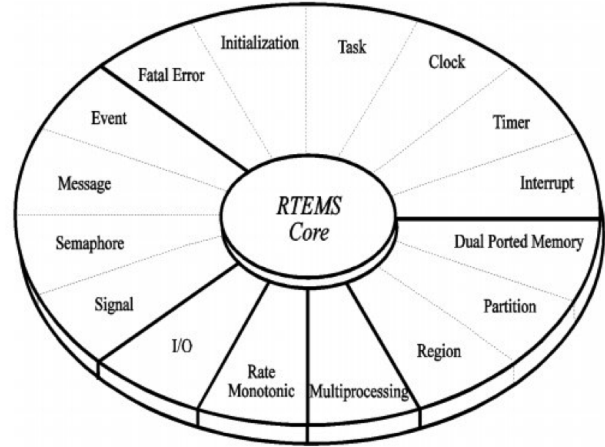 Initialization
Task
Clock
Fatal Error
Timer
Event
Interrupt
Message
RTEMS
Core
Semaphore
Dual Ported Memory
Signal
Partition
I/O
Region
Rate
Monotonic
Multiprocessing